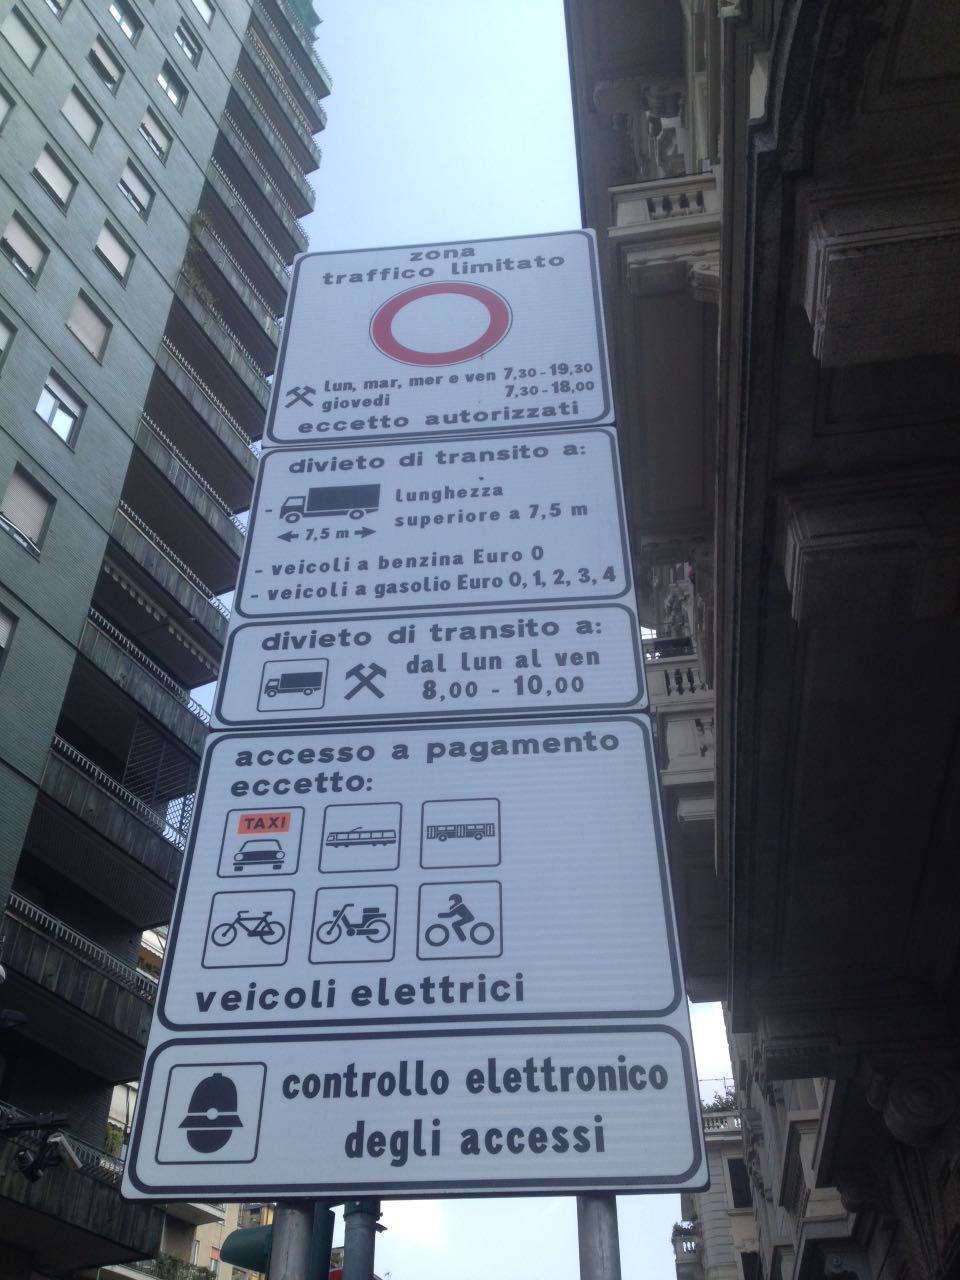 zona
traffico limitato
lun, mar, mer e ven 7,30-19,30
giovedi 7,30-18,00
eccetto autorizzati
divieto di transito a:
lunghezza
superiore a 7,5 m
7,5 m
- veicoli a benzina Euro 0
- veicoli a gasolio Euro 0, 1, 2, 3, 4
divieto di transito a:
dal lun al ven
8,00 - 10,00
accesso a pagamento
eccetto:
TAXI
veicoli elettrici
controllo elettronico
degli accessi